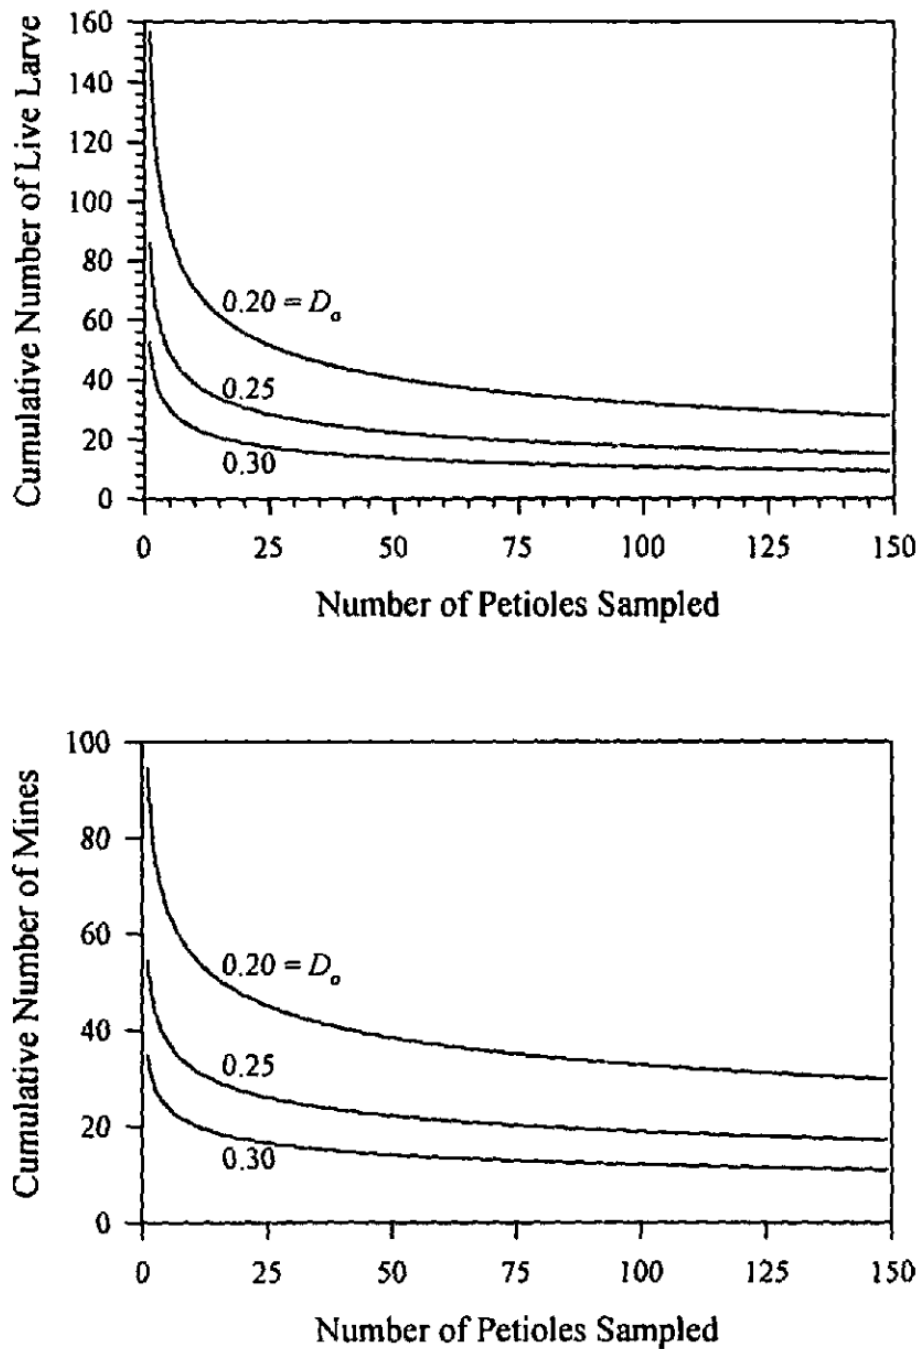 Cumulative Number of Live Larve
160
140
120
100
80
60
40
20
0
0.20 = Do
0.25
0.30
0 25 50 75 100 125 150
Number of Petioles Sampled
Cumulative Number of Mines
100
80
60
40
20
0
0.20 = Do
0.25
0.30
0 25 50 75 100 125 150
Number of Petioles Sampled